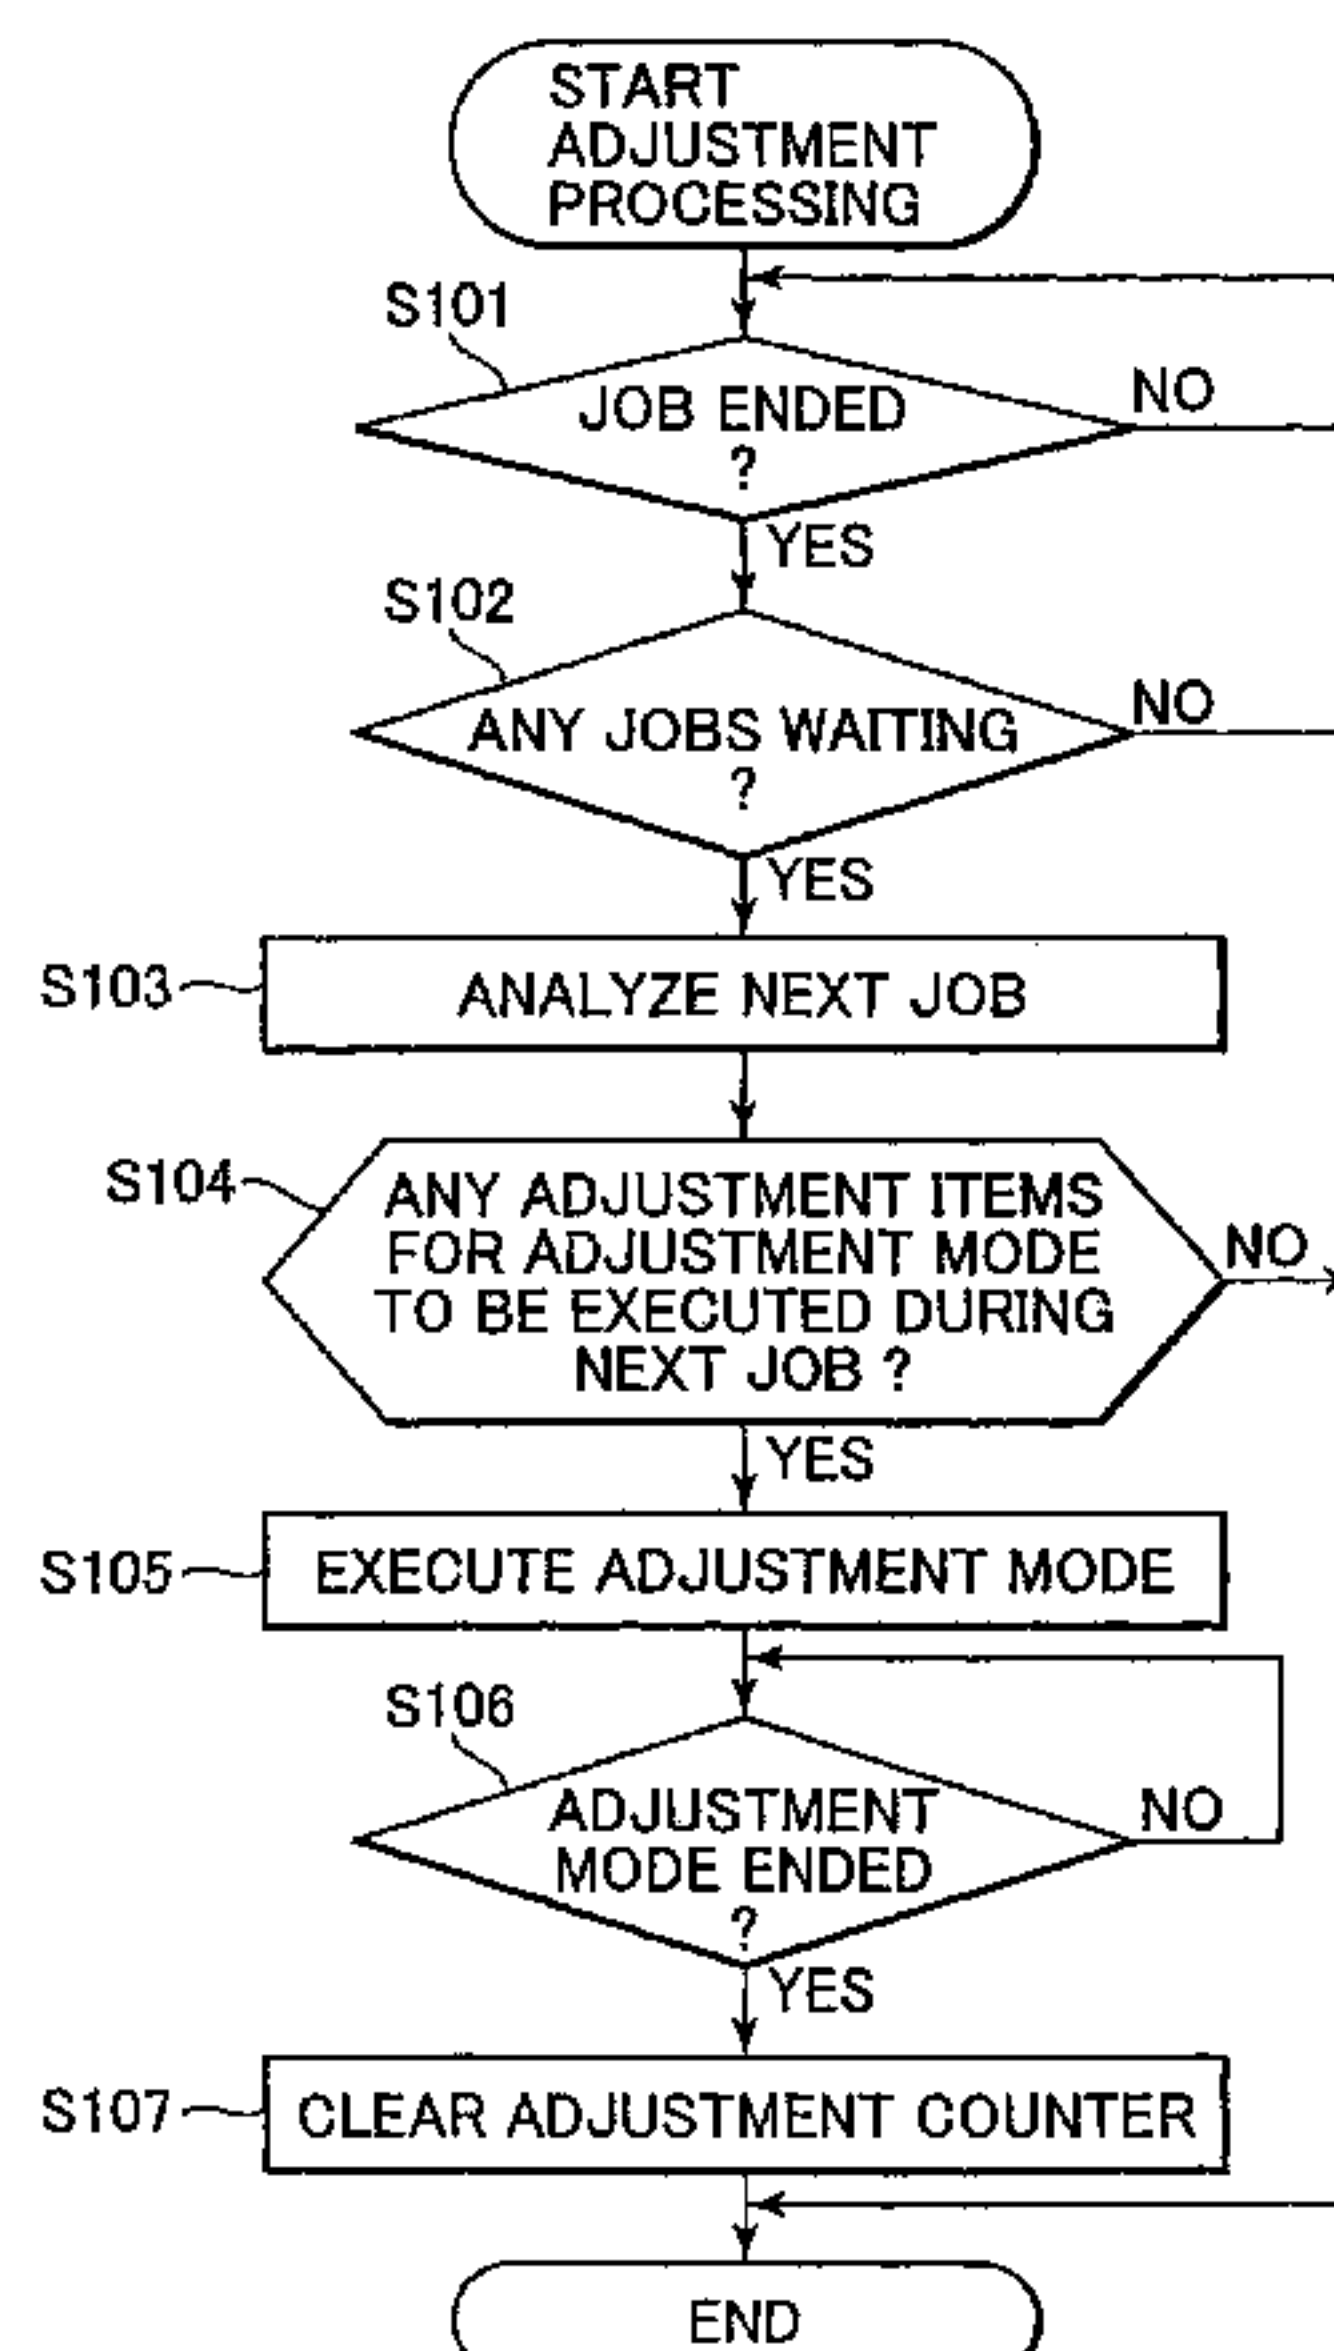 START
ADJUSTMENT
PROCESSING
S101
JOB ENDED
?
NO
YES
S102
ANY JOBS WAITING
?
NO
YES
S103
ANALYZE NEXT JOB
S104
ANY ADJUSTMENT ITEMS
FOR ADJUSTMENT MODE
TO BE EXECUTED DURING
NEXT JOB ?
NO
YES
S105
EXECUTE ADJUSTMENT MODE
S106
ADJUSTMENT
MODE ENDED
?
NO
YES
S107
CLEAR ADJUSTMENT COUNTER
END